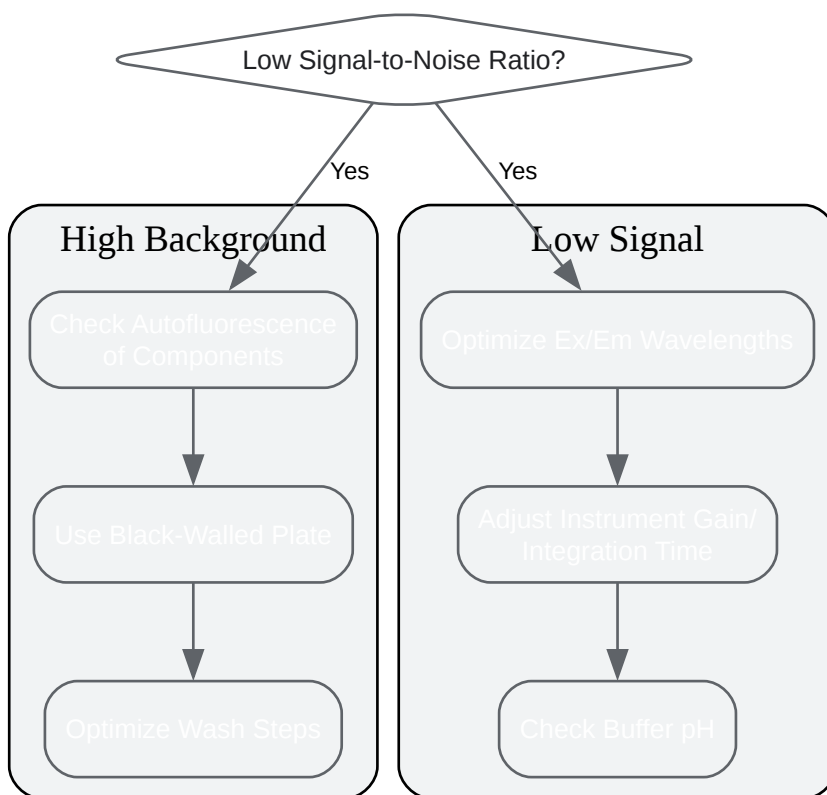 Low Signal-to-Noise Ratio?
Yes
Yes
High Background
Check Autofluorescence
of Components
Use Black-Walled Plate
Optimize Wash Steps
Low Signal
Optimize Ex/Em Wavelengths
Adjust Instrument Gain/
Integration Time
Check Buffer pH